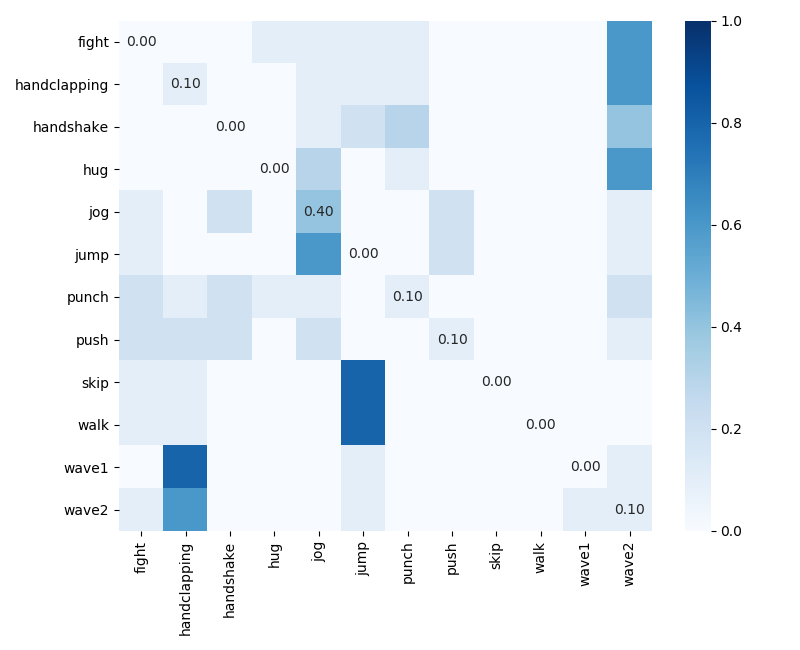 fight 0.00
handclapping 0.10
handshake 0.00
hug 0.00
jog 0.40
jump 0.00
punch 0.10
push 0.10
skip 0.00
walk 0.00
wave1 0.00
wave2 0.10
fight handclapping handshake hug jog jump punch push skip walk wave1 wave2
1.0
0.8
0.6
0.4
0.2
0.0